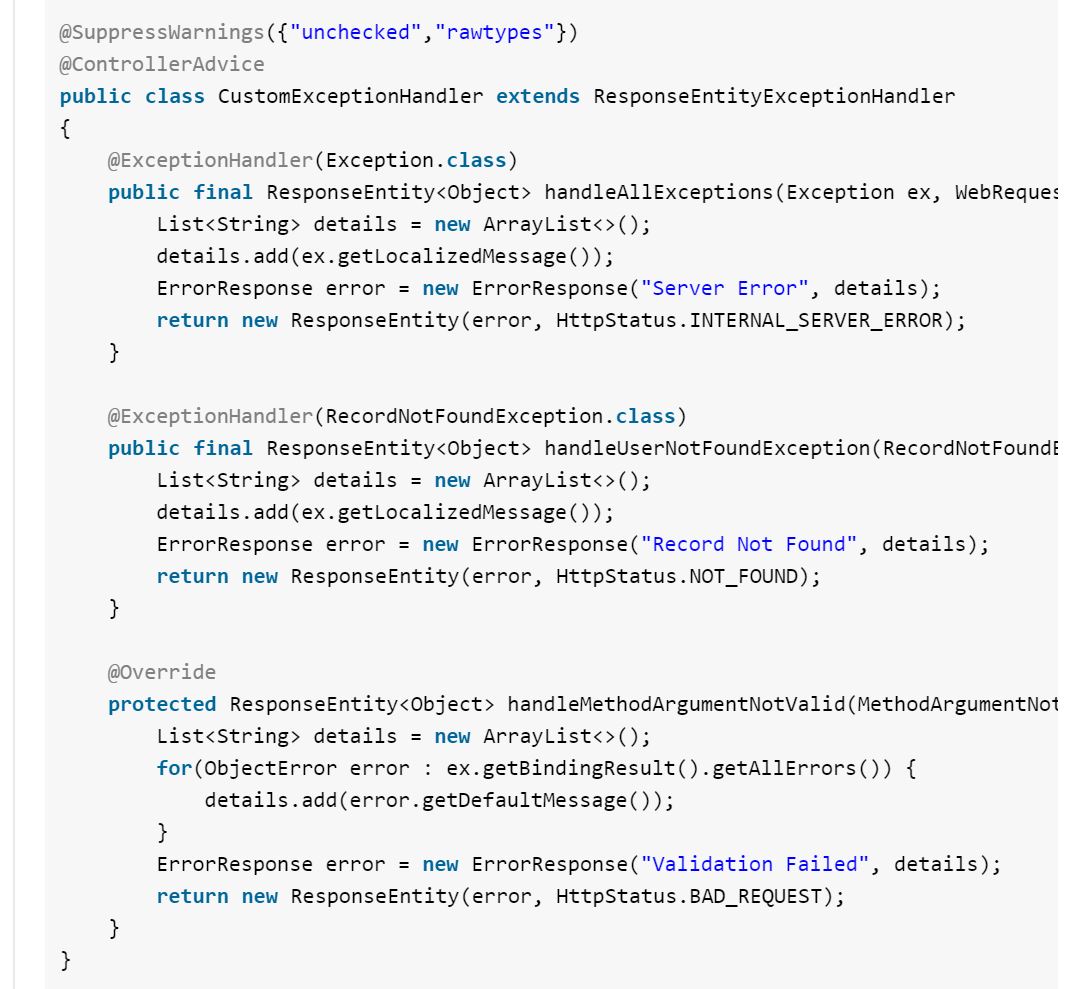 @SuppressWarnings({"unchecked","rawtypes"})
@ControllerAdvice
public class CustomExceptionHandler extends ResponseEntityExceptionHandler
{
    @ExceptionHandler(Exception.class)
    public final ResponseEntity<Object> handleAllExceptions(Exception ex, WebReques
        List<String> details = new ArrayList<>();
        details.add(ex.getLocalizedMessage());
        ErrorResponse error = new ErrorResponse("Server Error", details);
        return new ResponseEntity(error, HttpStatus.INTERNAL_SERVER_ERROR);
    }

    @ExceptionHandler(RecordNotFoundException.class)
    public final ResponseEntity<Object> handleUserNotFoundException(RecordNotFoundE
        List<String> details = new ArrayList<>();
        details.add(ex.getLocalizedMessage());
        ErrorResponse error = new ErrorResponse("Record Not Found", details);
        return new ResponseEntity(error, HttpStatus.NOT_FOUND);
    }

    @Override
    protected ResponseEntity<Object> handleMethodArgumentNotValid(MethodArgumentNot
        List<String> details = new ArrayList<>();
        for(ObjectError error : ex.getBindingResult().getAllErrors()) {
            details.add(error.getDefaultMessage());
        }
        ErrorResponse error = new ErrorResponse("Validation Failed", details);
        return new ResponseEntity(error, HttpStatus.BAD_REQUEST);
    }
}